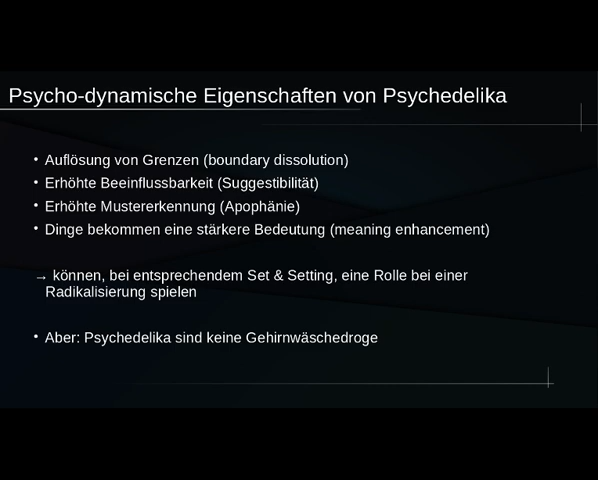 Psycho-dynamische Eigenschaften von Psychedelika
• Auflösung von Grenzen (boundary dissolution)
• Erhöhte Beeinflussbarkeit (Suggestibilität)
• Erhöhte Mustererkennung (Apophänie)
• Dinge bekommen eine stärkere Bedeutung (meaning enhancement)
→ können, bei entsprechendem Set & Setting, eine Rolle bei einer
Radikalisierung spielen
• Aber: Psychedelika sind keine Gehirnwäschedroge